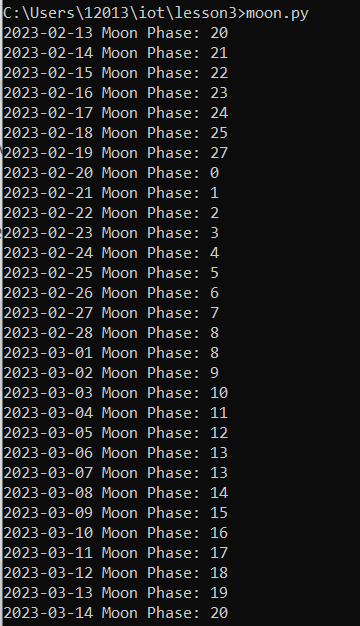 C:\Users\12013\iot\lesson3>moon.py
2023-02-13 Moon Phase: 20
2023-02-14 Moon Phase: 21
2023-02-15 Moon Phase: 22
2023-02-16 Moon Phase: 23
2023-02-17 Moon Phase: 24
2023-02-18 Moon Phase: 25
2023-02-19 Moon Phase: 27
2023-02-20 Moon Phase: 0
2023-02-21 Moon Phase: 1
2023-02-22 Moon Phase: 2
2023-02-23 Moon Phase: 3
2023-02-24 Moon Phase: 4
2023-02-25 Moon Phase: 5
2023-02-26 Moon Phase: 6
2023-02-27 Moon Phase: 7
2023-02-28 Moon Phase: 8
2023-03-01 Moon Phase: 8
2023-03-02 Moon Phase: 9
2023-03-03 Moon Phase: 10
2023-03-04 Moon Phase: 11
2023-03-05 Moon Phase: 12
2023-03-06 Moon Phase: 13
2023-03-07 Moon Phase: 13
2023-03-08 Moon Phase: 14
2023-03-09 Moon Phase: 15
2023-03-10 Moon Phase: 16
2023-03-11 Moon Phase: 17
2023-03-12 Moon Phase: 18
2023-03-13 Moon Phase: 19
2023-03-14 Moon Phase: 20